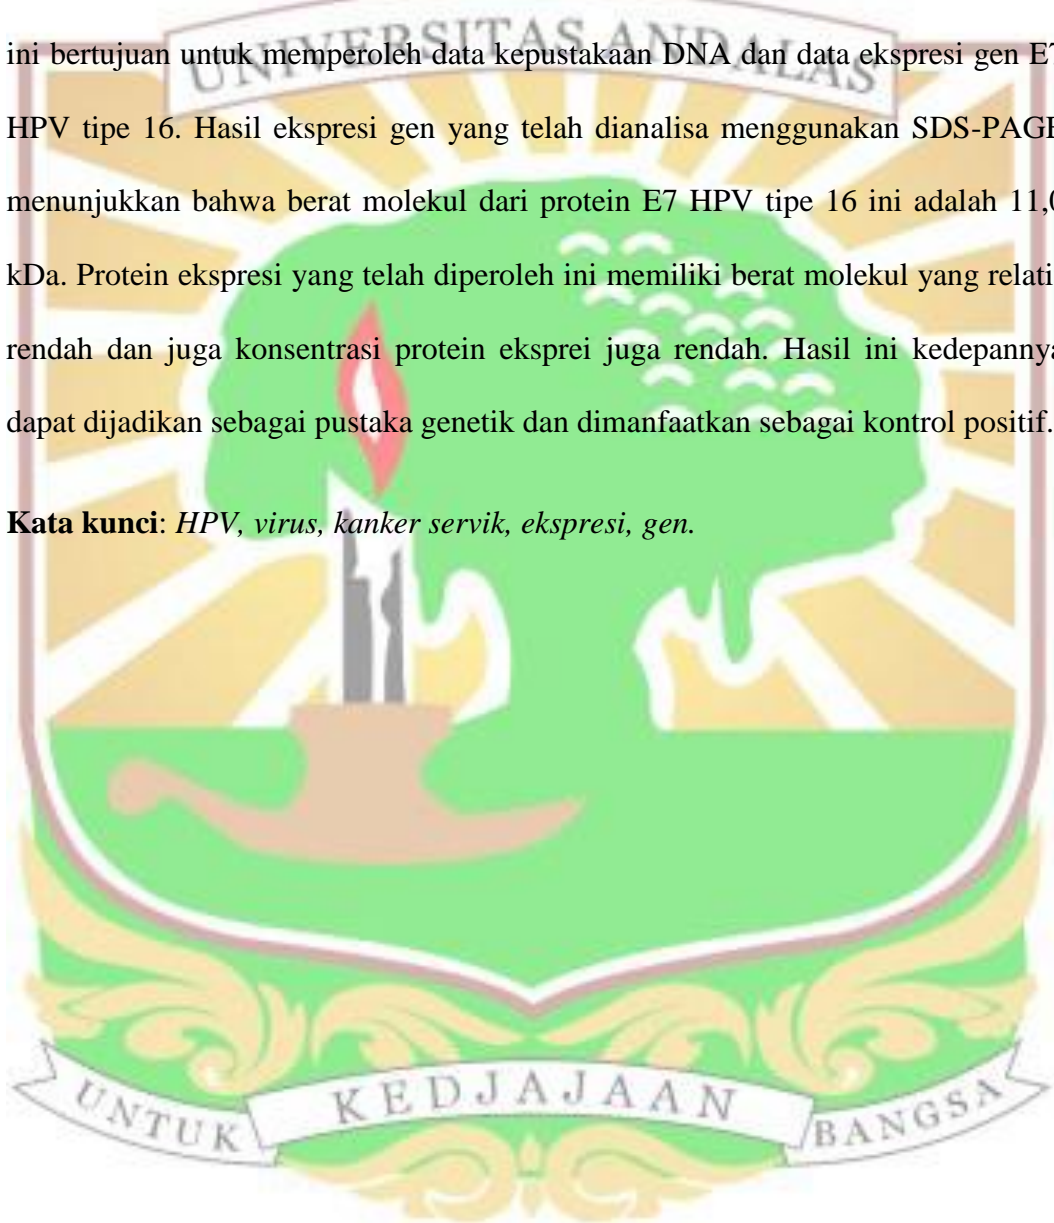 UNIVERSITAS ANDALAS
ini bertujuan untuk memperoleh data kepustakaan DNA dan data ekspresi gen E7
HPV tipe 16. Hasil ekspresi gen yang telah dianalisa menggunakan SDS-PAGE
menunjukkan bahwa berat molekul dari protein E7 HPV tipe 16 ini adalah 11,0
kDa. Protein ekspresi yang telah diperoleh ini memiliki berat molekul yang relati
rendah dan juga konsentrasi protein eksprei juga rendah. Hasil ini kedepannya
dapat dijadikan sebagai pustaka genetik dan dimanfaatkan sebagai kontrol positif.
Kata kunci: HPV, virus, kanker servik, ekspresi, gen.
UNTUK KEDJAJAAN BANGSA